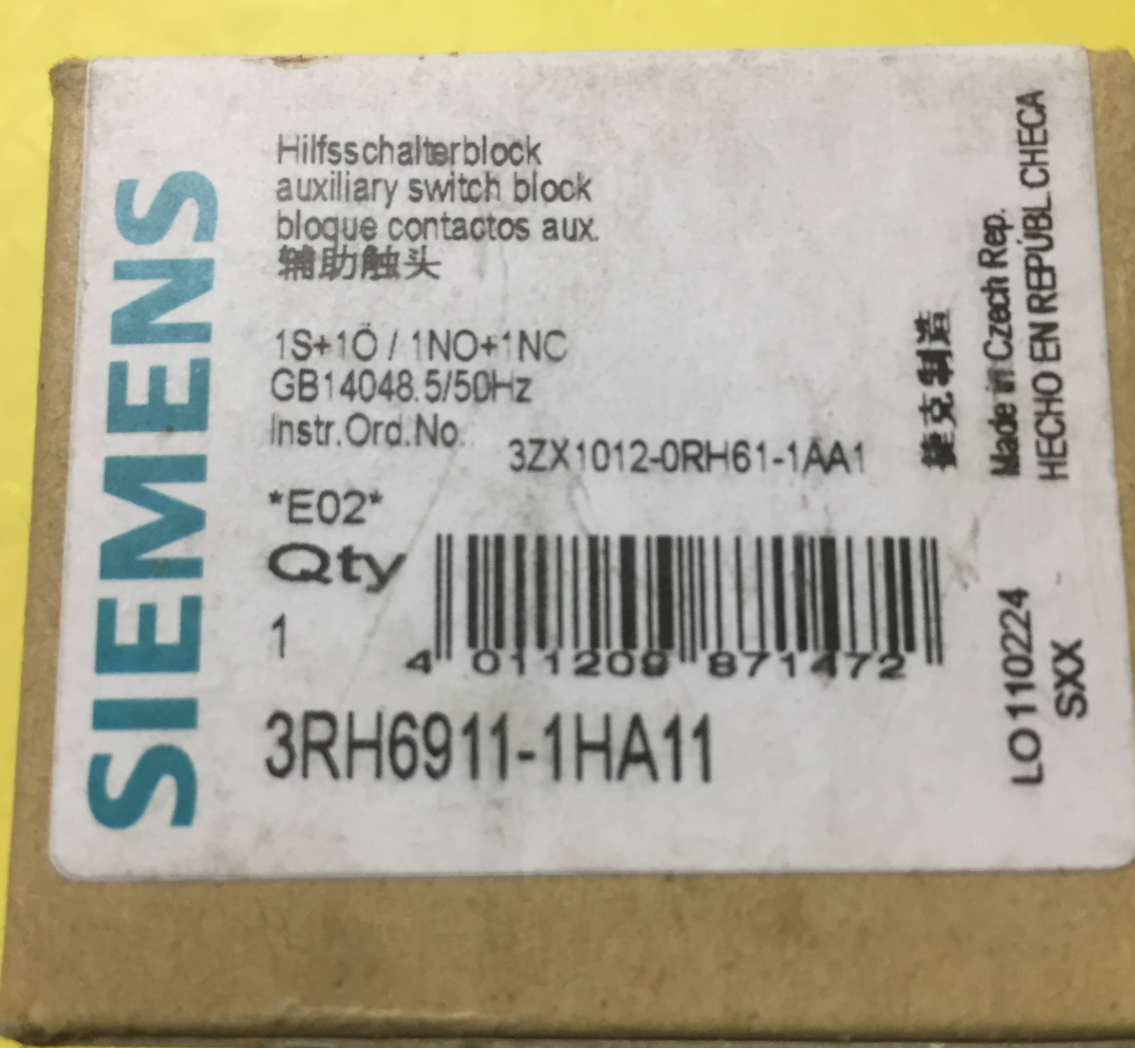 SIEMENS
Hilfsschalterblock
auxiliary switch block
bloque contactos aux.
辅助触头
1S+1Ö / 1NO+1NC
GB14048.5/50Hz
Instr.Ord.No.
3ZX1012-0RH61-1AA1
*E02*
Qty
1
4 011209 871472
3RH6911-1HA11
捷克制造
Made in Czech Rep.
HECHO EN REPÚBL.CHECA
LO110224
SXX